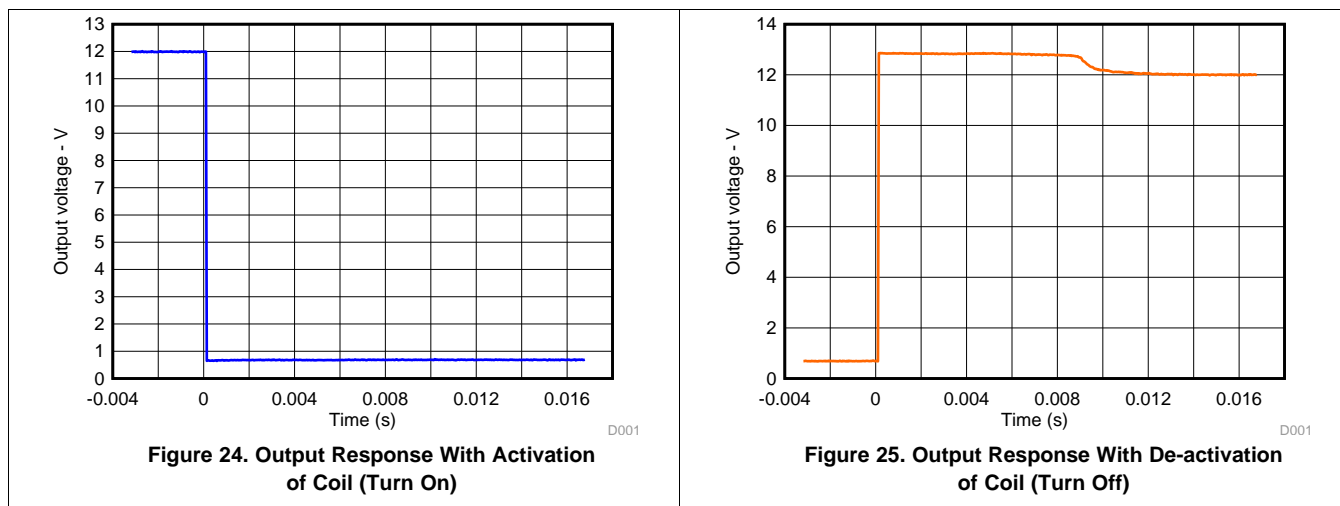 13
12
11
10
9
8
7
6
5
4
3
2
1
0
Output voltage - V
-0.004 0 0.004 0.008 0.012 0.016
Time (s)
D001
Figure 24. Output Response With Activation
of Coil (Turn On)
14
12
10
8
6
4
2
0
Output voltage - V
-0.004 0 0.004 0.008 0.012 0.016
Time (s)
D001
Figure 25. Output Response With De-activation
of Coil (Turn Off)